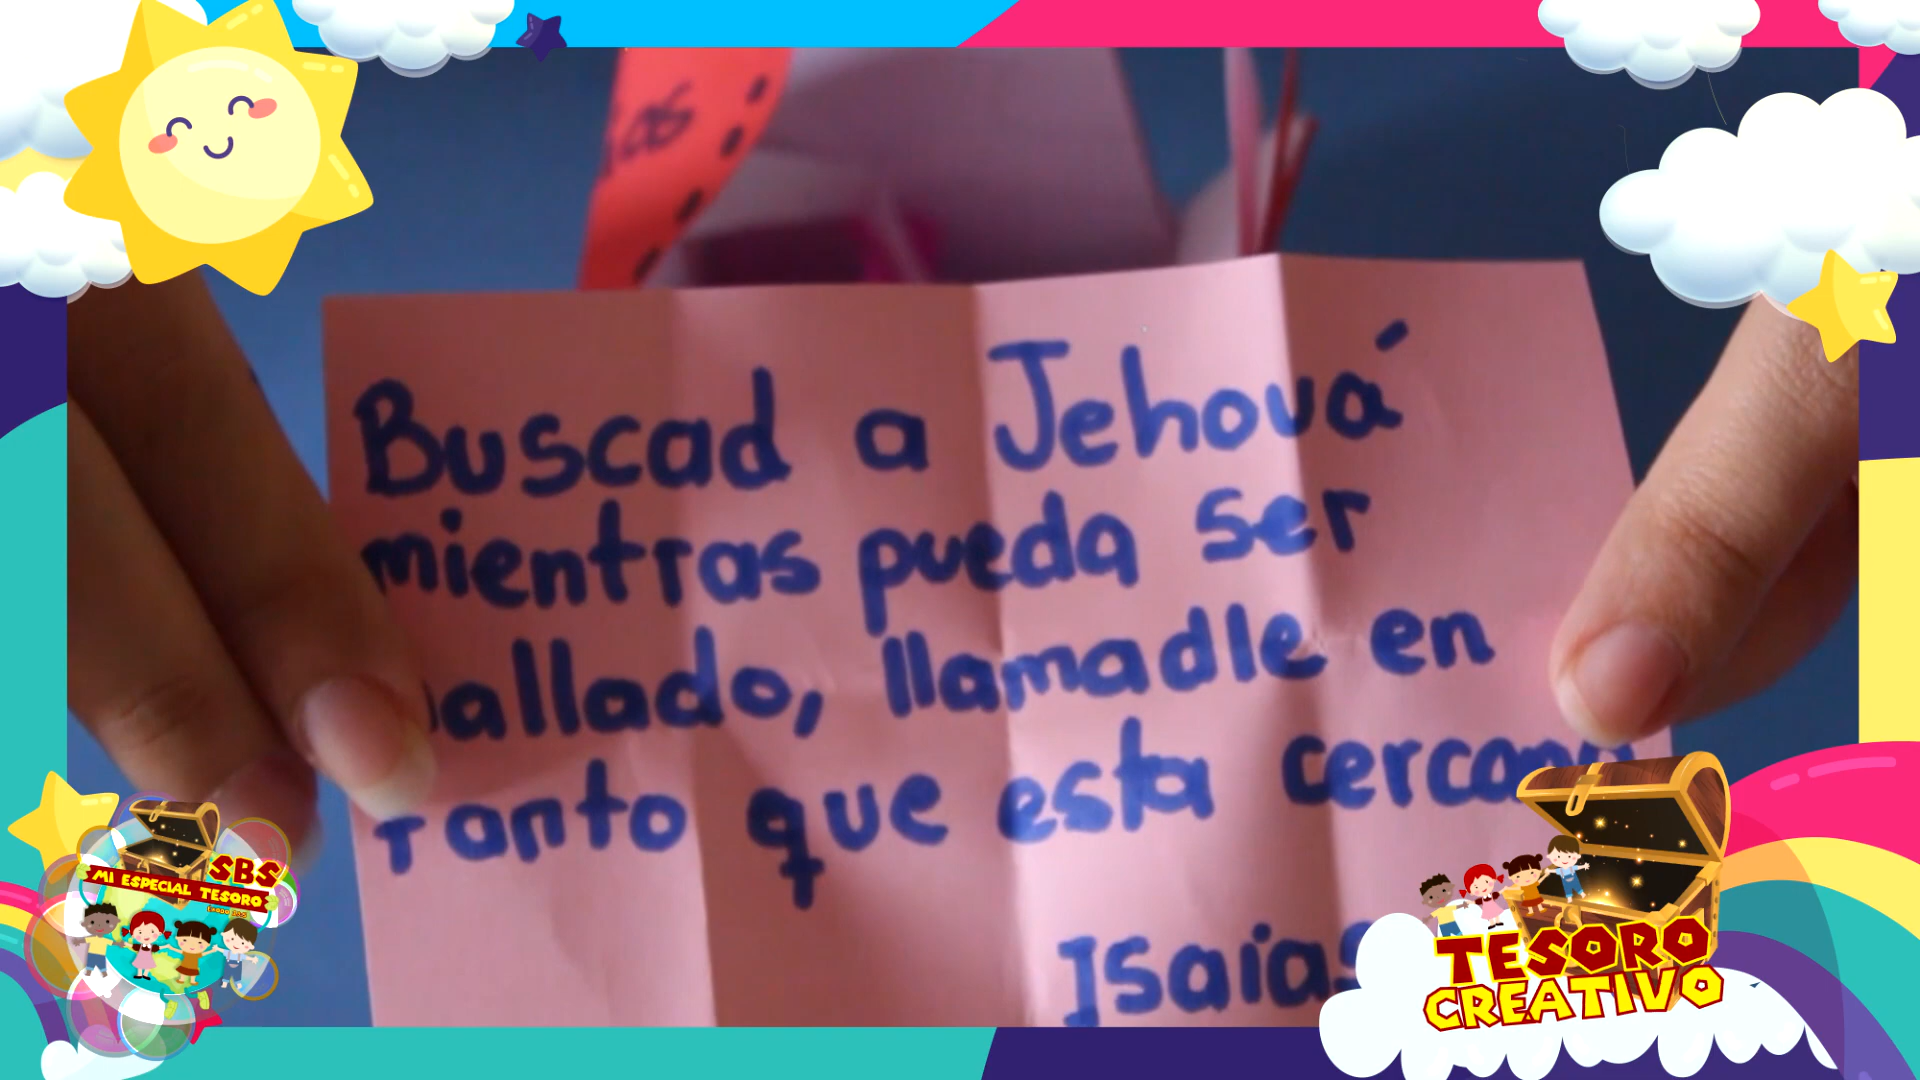 Buscad a Jehová
mientras pueda ser
hallado, llamadle en
tanto que esta cercano
Isaías
SBS
MI ESPECIAL TESORO
TESORO
CREATIVO